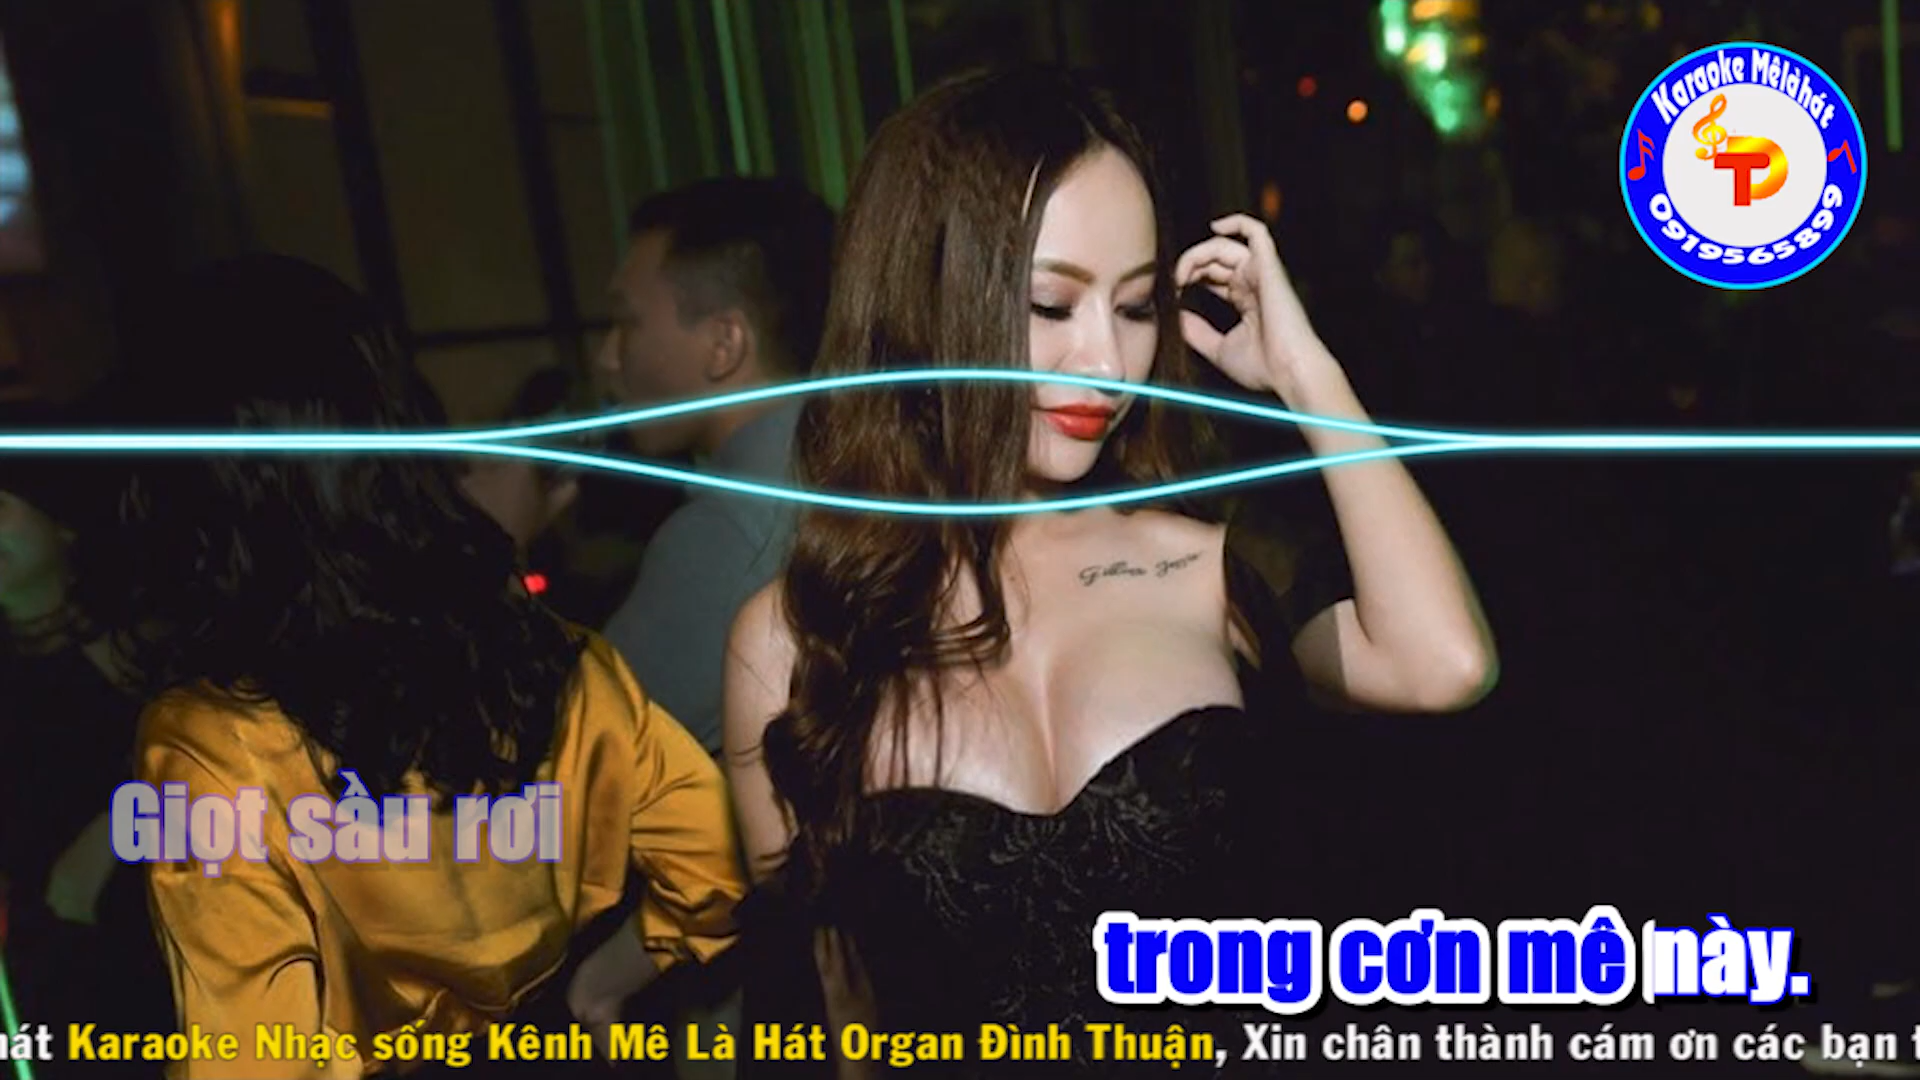 Karaoke Mêlàhát
TD
0919565899
Giọt sầu rơi
trong cơn mê này.
hát Karaoke Nhạc sống Kênh Mê Là Hát Organ Đình Thuận, Xin chân thành cám ơn các bạn t